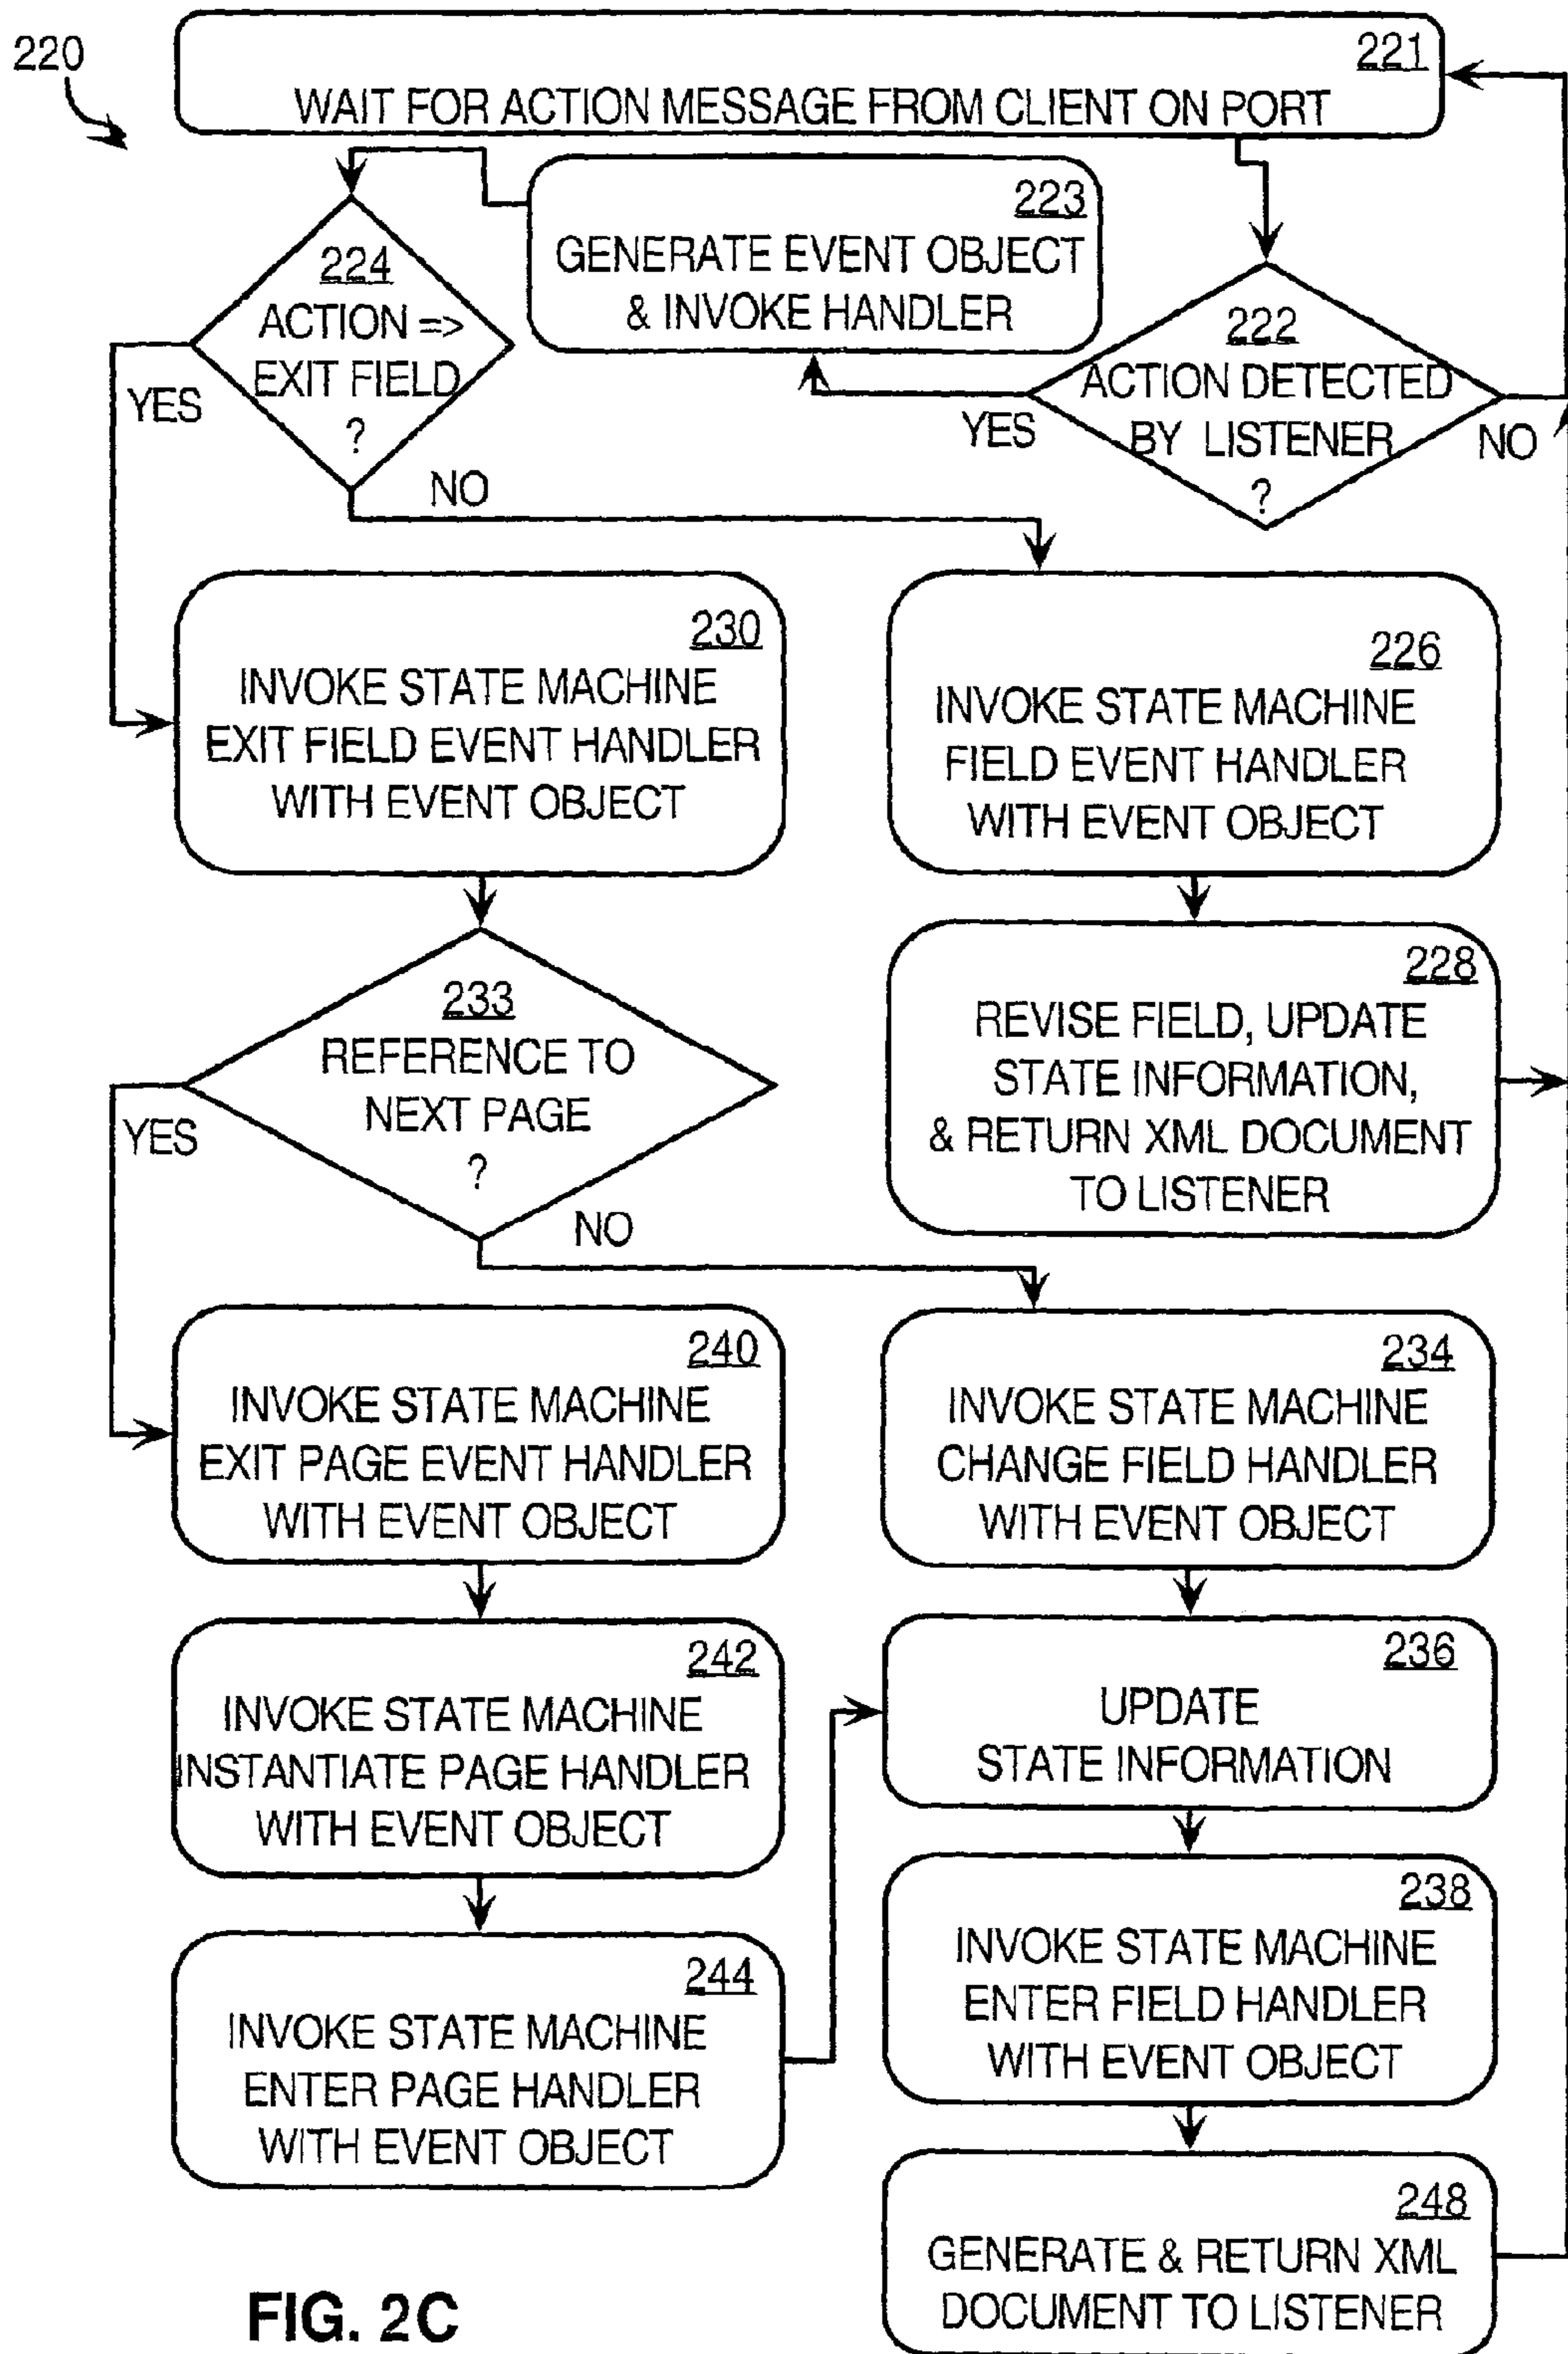 220
221
WAIT FOR ACTION MESSAGE FROM CLIENT ON PORT
223
GENERATE EVENT OBJECT
& INVOKE HANDLER
224
ACTION =>
EXIT FIELD
?
YES
NO
222
ACTION DETECTED
BY LISTENER
?
YES
NO
230
INVOKE STATE MACHINE
EXIT FIELD EVENT HANDLER
WITH EVENT OBJECT
226
INVOKE STATE MACHINE
FIELD EVENT HANDLER
WITH EVENT OBJECT
233
REFERENCE TO
NEXT PAGE
?
YES
NO
228
REVISE FIELD, UPDATE
STATE INFORMATION,
& RETURN XML DOCUMENT
TO LISTENER
240
INVOKE STATE MACHINE
EXIT PAGE EVENT HANDLER
WITH EVENT OBJECT
234
INVOKE STATE MACHINE
CHANGE FIELD HANDLER
WITH EVENT OBJECT
242
INVOKE STATE MACHINE
INSTANTIATE PAGE HANDLER
WITH EVENT OBJECT
236
UPDATE
STATE INFORMATION
244
INVOKE STATE MACHINE
ENTER PAGE HANDLER
WITH EVENT OBJECT
238
INVOKE STATE MACHINE
ENTER FIELD HANDLER
WITH EVENT OBJECT
248
GENERATE & RETURN XML
DOCUMENT TO LISTENER
FIG. 2C